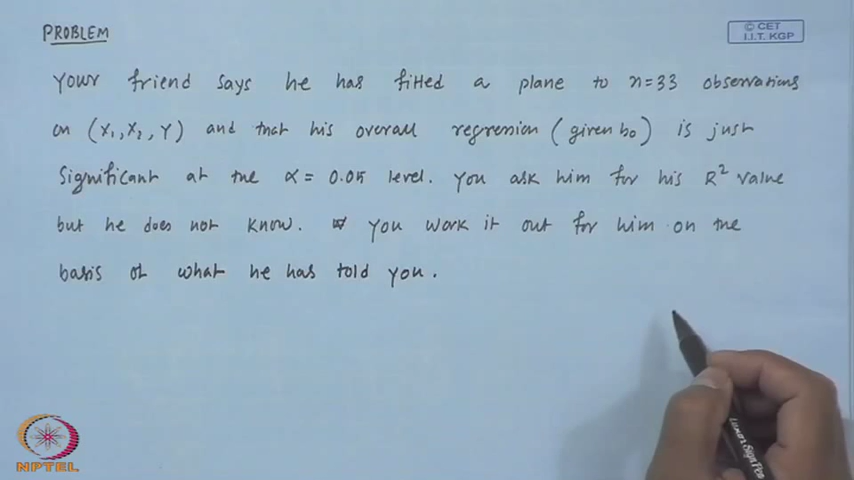 PROBLEM
© CET
I.I.T. KGP
Your friend says he has fitted a plane to n=33 observations
on (X₁, X₂, Y) and that his overall regression (given b₀) is just
significant at the α = 0.05 level. You ask him for his R² value
but he does not know. You work it out for him on the
basis of what he has told you.
Luxor Sign Pen
NPTEL